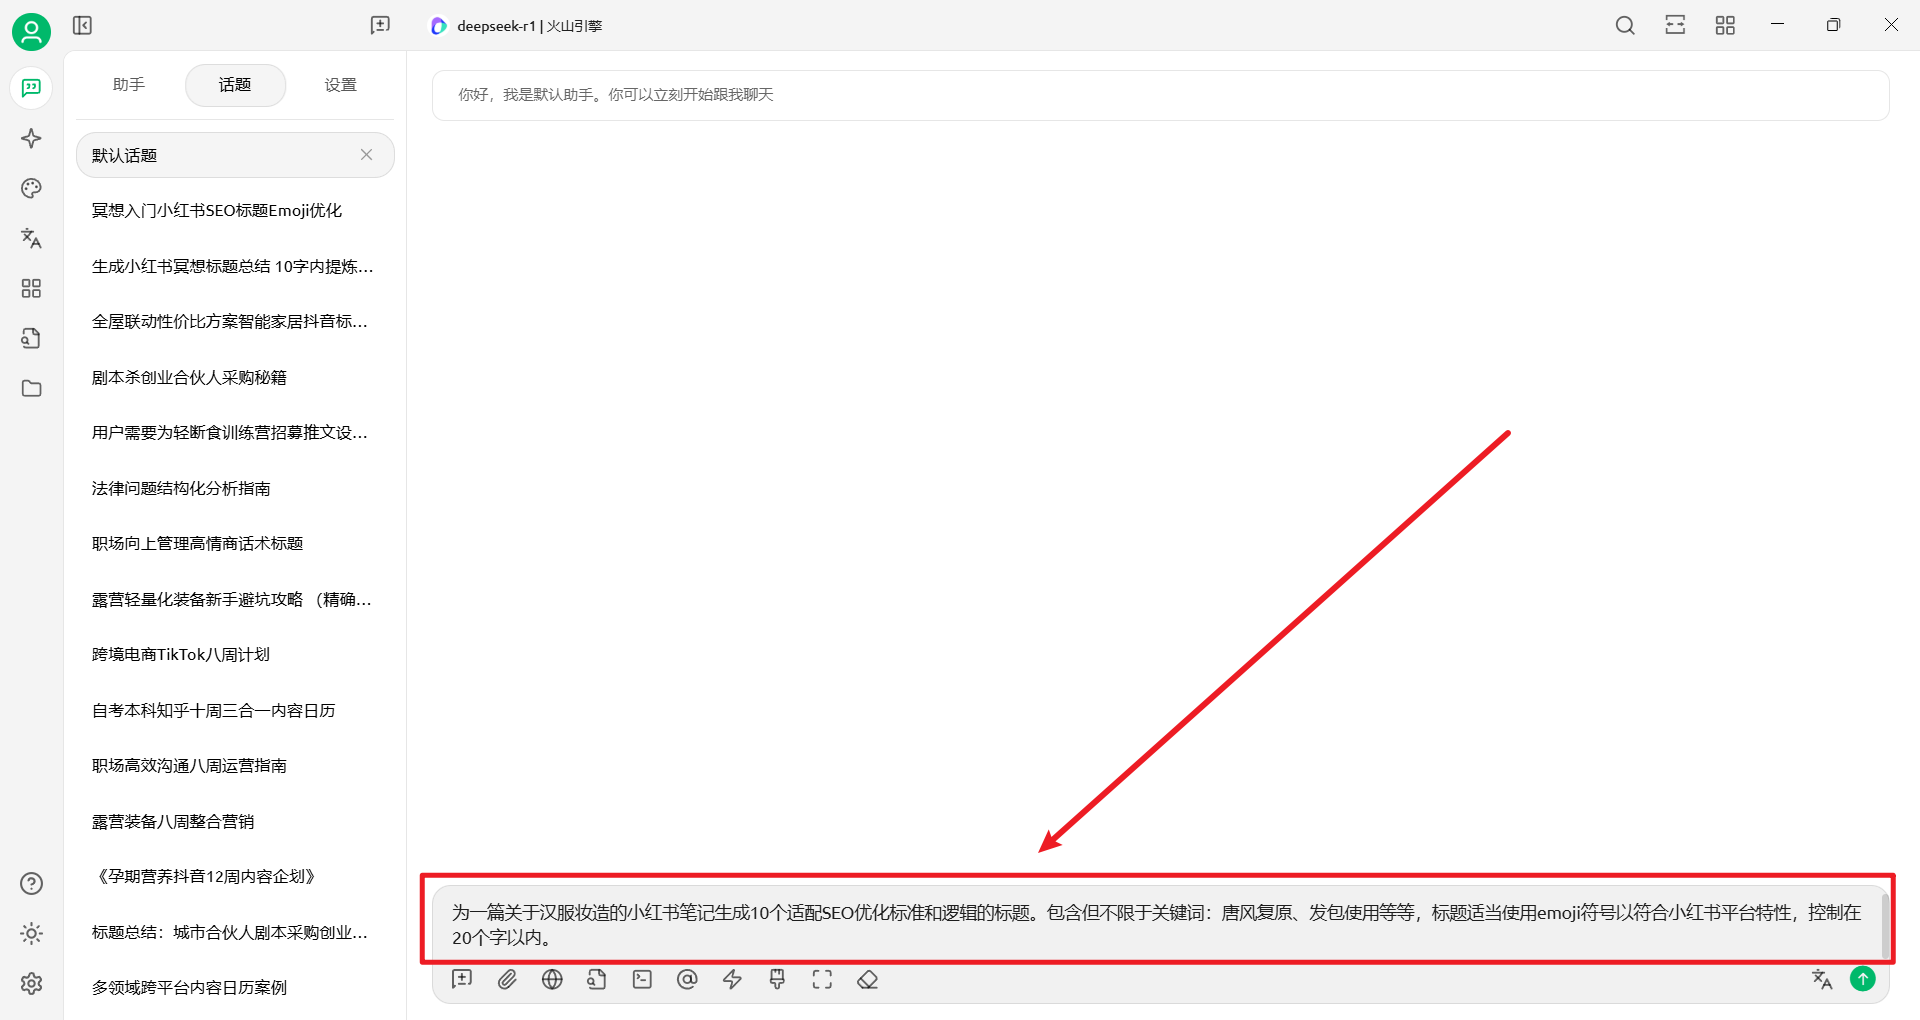 deepseek-r1 | 火山引擎
助手
话题
设置
默认话题
冥想入门小红书SEO标题Emoji优化
生成小红书冥想标题总结 10字内提炼...
全屋联动性价比方案智能家居抖音标...
剧本杀创业合伙人采购秘籍
用户需要为轻断食训练营招募推文设...
法律问题结构化分析指南
职场向上管理高情商话术标题
露营轻量化装备新手避坑攻略 （精确...
跨境电商TikTok八周计划
自考本科知乎十周三合一内容日历
职场高效沟通八周运营指南
露营装备八周整合营销
《孕期营养抖音12周内容企划》
标题总结：城市合伙人剧本采购创业...
多领域跨平台内容日历案例
你好，我是默认助手。你可以立刻开始跟我聊天
为一篇关于汉服妆造的小红书笔记生成10个适配SEO优化标准和逻辑的标题。包含但不限于关键词：唐风复原、发包使用等等，标题适当使用emoji符号以符合小红书平台特性，控制在
20个字以内。